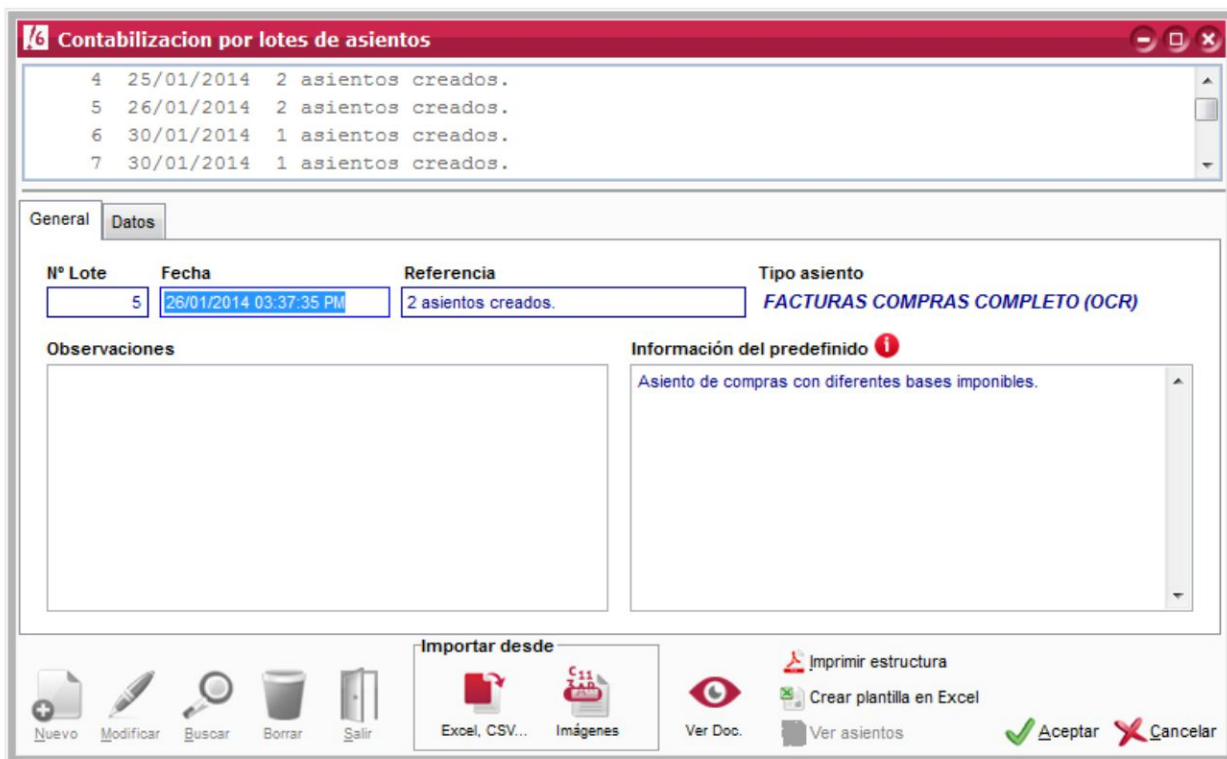 Contabilizacion por lotes de asientos
4 25/01/2014 2 asientos creados.
5 26/01/2014 2 asientos creados.
6 30/01/2014 1 asientos creados.
7 30/01/2014 1 asientos creados.
General Datos
Nº Lote Fecha Referencia Tipo asiento
5 26/01/2014 03:37:35 PM 2 asientos creados. FACTURAS COMPRAS COMPLETO (OCR)
Observaciones Información del predefinido
Asiento de compras con diferentes bases imponibles.
Importar desde
Imprimir estructura
Crear plantilla en Excel
Nuevo Modificar Buscar Borrar Salir Excel, CSV... Imágenes Ver Doc. Ver asientos Aceptar Cancelar